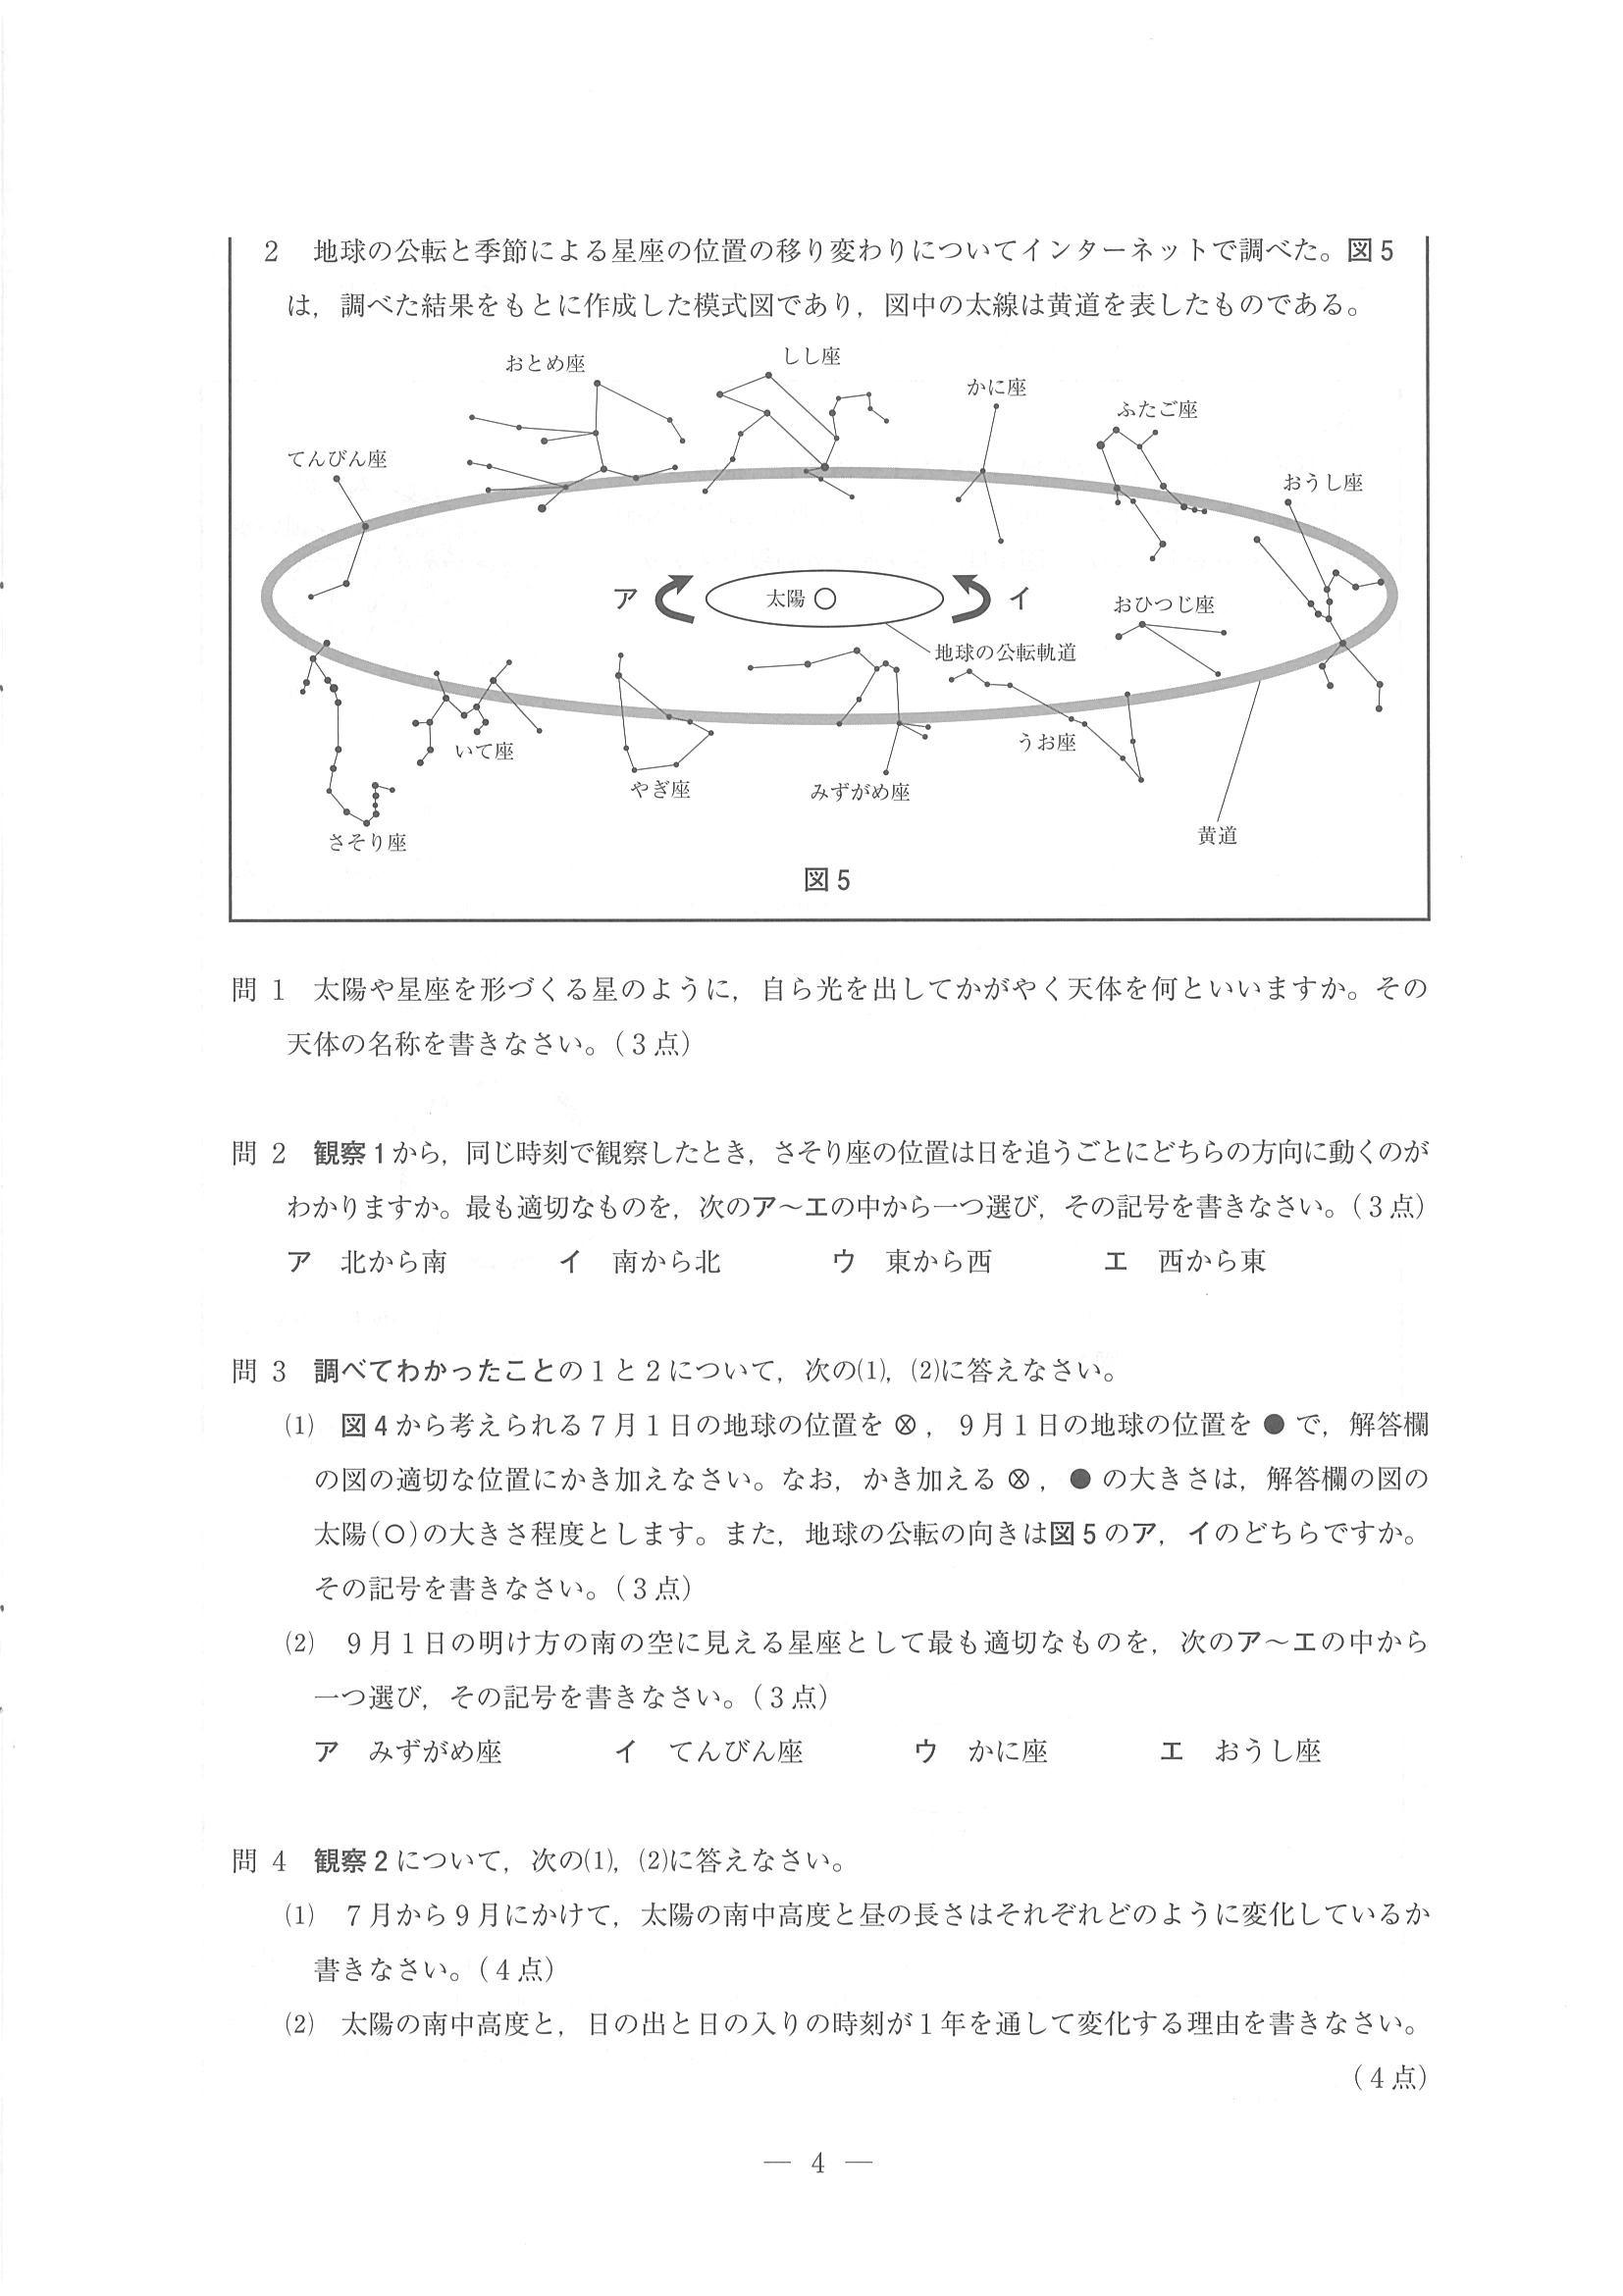 2　地球の公転と季節による星座の位置の移り変わりについてインターネットで調べた。図5
は，調べた結果をもとに作成した模式図であり，図中の太線は黄道を表したものである。
しし座
おとめ座
かに座
ふたご座
てんびん座
おうし座
ア
太陽
イ
おひつじ座
地球の公転軌道
うお座
いて座
やぎ座
みずがめ座
黄道
さそり座
図5
問1　太陽や星座を形づくる星のように，自ら光を出してかがやく天体を何といいますか。その
天体の名称を書きなさい。（3点）
問2　観察1から，同じ時刻で観察したとき，さそり座の位置は日を追うごとにどちらの方向に動くのが
わかりますか。最も適切なものを，次のア〜エの中から一つ選び，その記号を書きなさい。（3点）
ア　北から南　　イ　南から北　　ウ　東から西　　エ　西から東
問3　調べてわかったことの1と2について，次の(1)，(2)に答えなさい。
(1)　図4から考えられる7月1日の地球の位置を⊗，9月1日の地球の位置を●で，解答欄
の図の適切な位置にかき加えなさい。なお，かき加える⊗，●の大きさは，解答欄の図の
太陽（○）の大きさ程度とします。また，地球の公転の向きは図5のア，イのどちらですか。
その記号を書きなさい。（3点）
(2)　9月1日の明け方の南の空に見える星座として最も適切なものを，次のア〜エの中から
一つ選び，その記号を書きなさい。（3点）
ア　みずがめ座　　イ　てんびん座　　ウ　かに座　　エ　おうし座
問4　観察2について，次の(1)，(2)に答えなさい。
(1)　7月から9月にかけて，太陽の南中高度と昼の長さはそれぞれどのように変化しているか
書きなさい。（4点）
(2)　太陽の南中高度と，日の出と日の入りの時刻が1年を通して変化する理由を書きなさい。
（4点）
― 4 ―